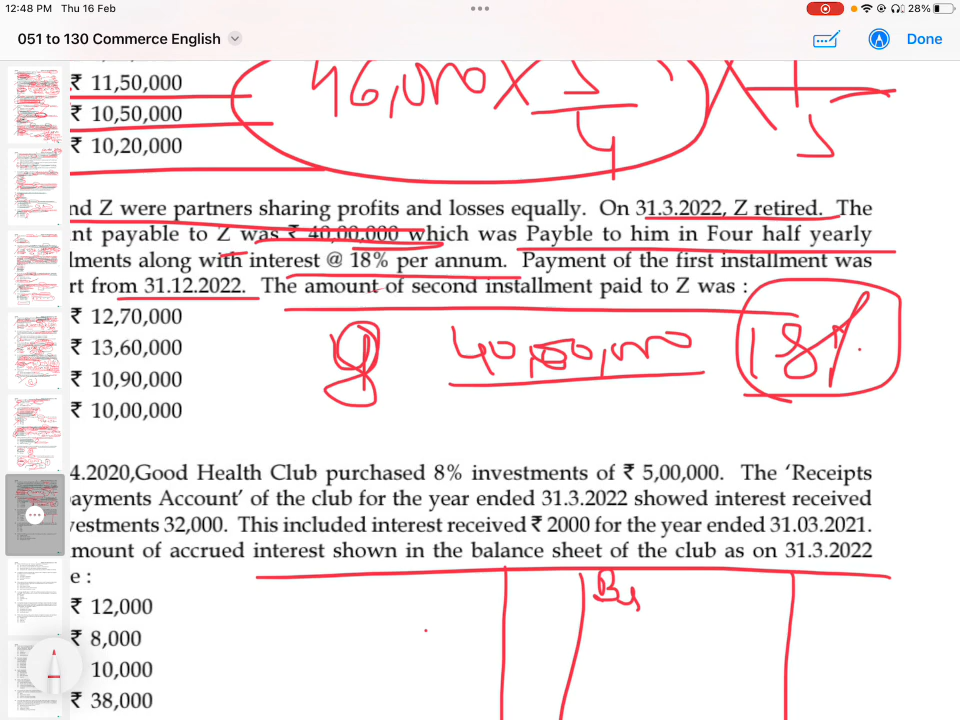 12:48 PM Thu 16 Feb
28%
051 to 130 Commerce English
Done
₹ 11,50,000
₹ 10,50,000
₹ 10,20,000
46,000 X
4
X
1
5
nd Z were partners sharing profits and losses equally. On 31.3.2022, Z retired. The
nt payable to Z was ₹ 40,00,000 which was Payble to him in Four half yearly
lments along with interest @ 18% per annum. Payment of the first installment was
rt from 31.12.2022. The amount of second installment paid to Z was :
₹ 12,70,000
₹ 13,60,000
₹ 10,90,000
₹ 10,00,000
40,00,000
18%.
4.2020,Good Health Club purchased 8% investments of ₹ 5,00,000. The ‘Receipts
ayments Account’ of the club for the year ended 31.3.2022 showed interest received
vestments 32,000. This included interest received ₹ 2000 for the year ended 31.03.2021.
mount of accrued interest shown in the balance sheet of the club as on 31.3.2022
e :
₹ 12,000
₹ 8,000
10,000
₹ 38,000
Bs